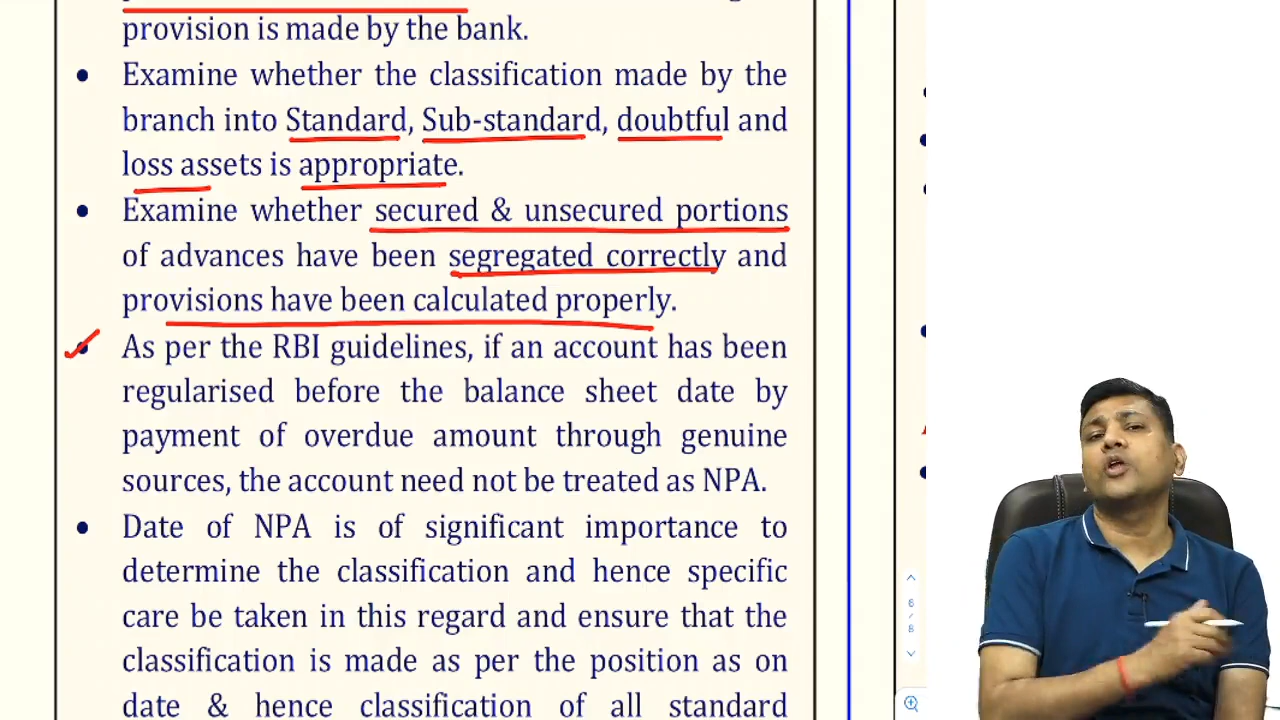 provision is made by the bank.
• Examine whether the classification made by the
branch into Standard, Sub-standard, doubtful and
loss assets is appropriate.
• Examine whether secured & unsecured portions
of advances have been segregated correctly and
provisions have been calculated properly.
• As per the RBI guidelines, if an account has been
regularised before the balance sheet date by
payment of overdue amount through genuine
sources, the account need not be treated as NPA.
• Date of NPA is of significant importance to
determine the classification and hence specific
care be taken in this regard and ensure that the
classification is made as per the position as on
date & hence classification of all standard
6
/
8